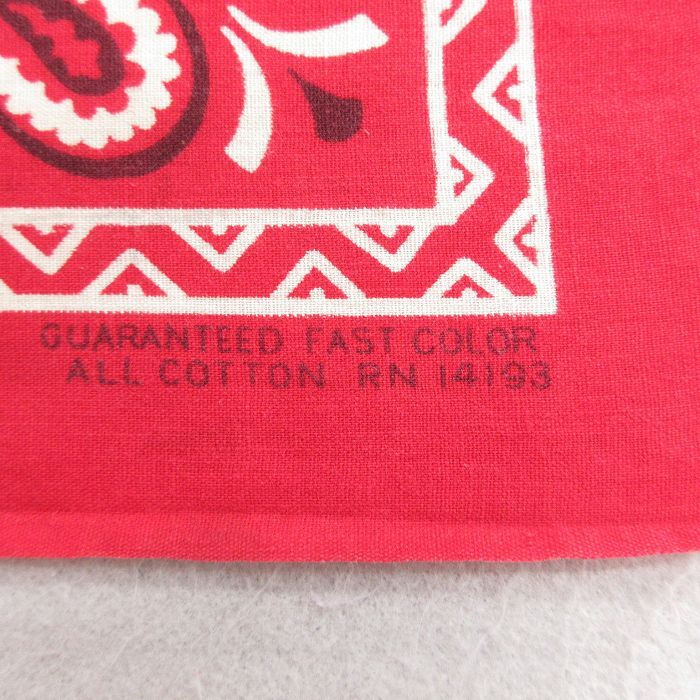 GUARANTEED FAST COLOR
ALL COTTON RN 14193